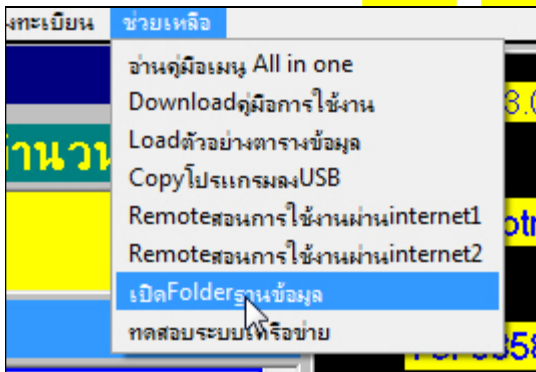 งทะเบียน ช่วยเหลือ
อ่านคู่มือเมนู All in one
Downloadคู่มือการใช้งาน
Loadตัวอย่างตารางข้อมูล
CopyโปรแกรมลงUSB
Remoteสอนการใช้งานผ่านinternet1
Remoteสอนการใช้งานผ่านinternet2
เปิดFolderฐานข้อมูล
ทดสอบระบบเครือข่าย